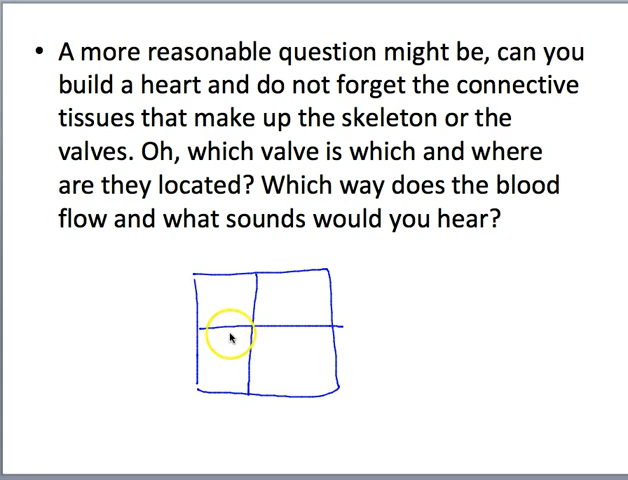 • A more reasonable question might be, can you
build a heart and do not forget the connective
tissues that make up the skeleton or the
valves. Oh, which valve is which and where
are they located? Which way does the blood
flow and what sounds would you hear?